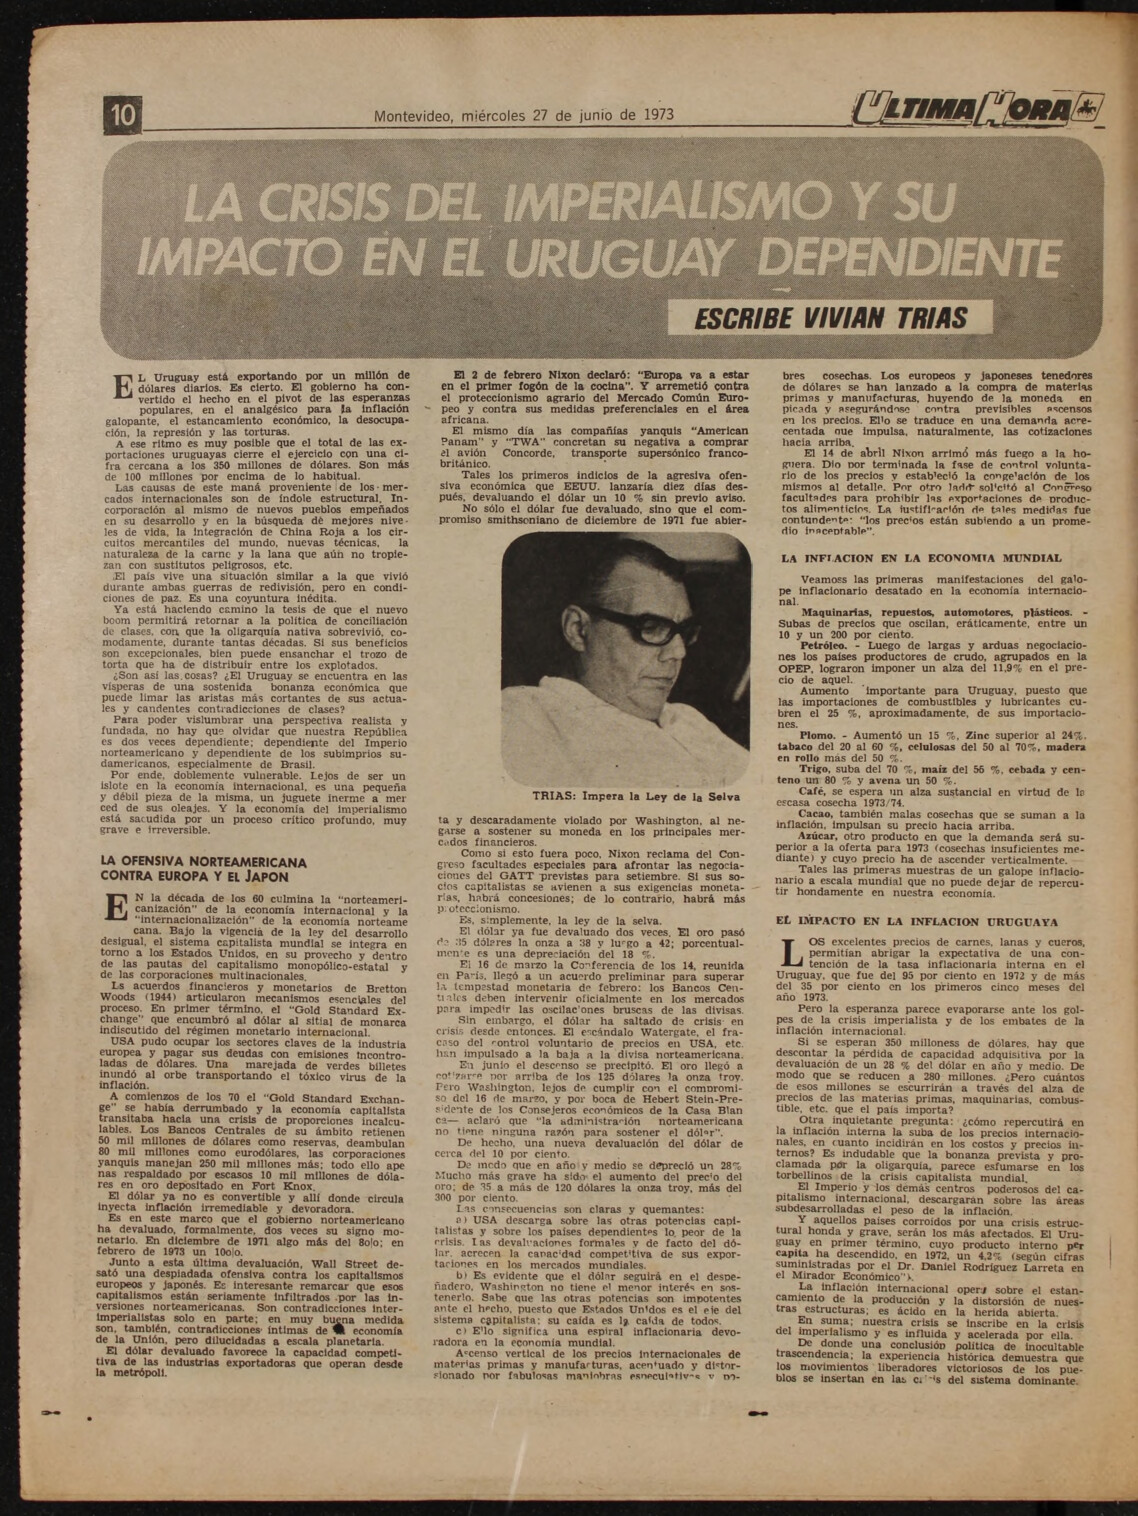 10
Montevideo, miércoles 27 de junio de 1973
ULTIMA HORA
LA CRISIS DEL IMPERIALISMO Y SU
IMPACTO EN EL URUGUAY DEPENDIENTE
ESCRIBE VIVIAN TRIAS
EL Uruguay está exportando por un millón de
dólares diarios. Es cierto. El gobierno ha con-
vertido el hecho en el pivot de las esperanzas
populares, en el analgésico para la inflación
galopante, el estancamiento económico, la desocupa-
ción, la represión y las torturas.
A ese ritmo es muy posible que el total de las ex-
portaciones uruguayas cierre el ejercicio con una ci-
fra cercana a los 350 millones de dólares. Son más
de 100 millones por encima de lo habitual.
Las causas de este maná proveniente de los mer-
cados internacionales son de índole estructural. In-
corporación al mismo de nuevos pueblos empeñados
en su desarrollo y en la búsqueda de mejores nive-
les de vida, la integración de China Roja a los cir-
cuitos mercantiles del mundo, nuevas técnicas, la
naturaleza de la carne y la lana que aún no tropie-
zan con sustitutos peligrosos, etc.
El país vive una situación similar a la que vivió
durante ambas guerras de redivisión, pero en condi-
ciones de paz. Es una coyuntura inédita.
Ya está haciendo camino la tesis de que el nuevo
boom permitirá retornar a la política de conciliación
de clases, con que la oligarquía nativa sobrevivió, có-
modamente, durante tantas décadas. Si sus beneficios
son excepcionales, bien puede ensanchar el trozo de
torta que ha de distribuir entre los explotados.
¿Son así las cosas? ¿El Uruguay se encuentra en las
vísperas de una sostenida bonanza económica que
puede limar las aristas más cortantes de sus actua-
les y candentes contradicciones de clases?
Para poder vislumbrar una perspectiva realista y
fundada, no hay que olvidar que nuestra República
es dos veces dependiente; dependiente del Imperio
norteamericano y dependiente de los subimprios su-
damericanos, especialmente de Brasil.
Por ende, doblemente vulnerable. Lejos de ser un
islote en la economía internacional, es una pequeña
y débil pieza de la misma, un juguete inerme a mer
ced de sus oleajes. Y la economía del imperialismo
está sacudida por un proceso crítico profundo, muy
grave e irreversible.
LA OFENSIVA NORTEAMERICANA
CONTRA EUROPA Y EL JAPON
EN la década de los 60 culmina la "norteameri-
canización" de la economía internacional y la
"internacionalización" de la economía norteame
cana. Bajo la vigencia de la ley del desarrollo
desigual, el sistema capitalista mundial se integra en
torno a los Estados Unidos, en su provecho y dentro
de las pautas del capitalismo monopólico-estatal y
de las corporaciones multinacionales.
Ls acuerdos financieros y monetarios de Bretton
Woods (1944) articularon mecanismos esenciales del
proceso. En primer término, el "Gold Standard Ex-
change" que encumbró al dólar al sitial de monarca
indiscutido del régimen monetario internacional.
USA pudo ocupar los sectores claves de la industria
europea y pagar sus deudas con emisiones incontro-
ladas de dólares. Una marejada de verdes billetes
inundó al orbe transportando el tóxico virus de la
inflación.
A comienzos de los 70 el "Gold Standard Exchan-
ge" se había derrumbado y la economía capitalista
transitaba hacia una crisis de proporciones incalcu-
lables. Los Bancos Centrales de su ámbito retienen
50 mil millones de dólares como reservas, deambulan
80 mil millones como eurodólares, las corporaciones
yanquis manejan 250 mil millones más; todo ello ape
nas respaldado por escasos 10 mil millones de dóla-
res en oro depositado en Fort Knox.
El dólar ya no es convertible y allí donde circula
inyecta inflación irremediable y devoradora.
Es en este marco que el gobierno norteamericano
ha devaluado, formalmente, dos veces su signo mo-
netario. En diciembre de 1971 algo más del 8o|o; en
febrero de 1973 un 10o|o.
Junto a esta última devaluación, Wall Street de-
sató una despiadada ofensiva contra los capitalismos
europeos y japonés. Es interesante remarcar que esos
capitalismos están seriamente infiltrados por las in-
versiones norteamericanas. Son contradicciones inter-
imperialistas solo en parte; en muy buena medida
son, también, contradicciones íntimas de economía
de la Unión, pero dilucidadas a escala planetaria.
El dólar devaluado favorece la capacidad competi-
tiva de las industrias exportadoras que operan desde
la metrópoli.
El 2 de febrero Nixon declaró: "Europa va a estar
en el primer fogón de la cocina". Y arremetió contra
el proteccionismo agrario del Mercado Común Euro-
peo y contra sus medidas preferenciales en el área
africana.
El mismo día las compañías yanquis "American
Panam" y "TWA" concretan su negativa a comprar
el avión Concorde, transporte supersónico franco-
británico.
Tales los primeros indicios de la agresiva ofen-
siva económica que EEUU. lanzaría diez días des-
pués, devaluando el dólar un 10 % sin previo aviso.
No sólo el dólar fue devaluado, sino que el com-
promiso smithsoniano de diciembre de 1971 fue abier-
TRIAS: Impera la Ley de la Selva
ta y descaradamente violado por Washington, al ne-
garse a sostener su moneda en los principales mer-
cados financieros.
Como si esto fuera poco, Nixon reclama del Con-
greso facultades especiales para afrontar las negocia-
ciones del GATT previstas para setiembre. Si sus so-
cios capitalistas se avienen a sus exigencias moneta-
rias, habrá concesiones; de lo contrario, habrá más
proteccionismo.
Es, simplemente, la ley de la selva.
El dólar ya fue devaluado dos veces. El oro pasó
de 35 dólares la onza a 38 y luego a 42; porcentual-
mente es una depreciación del 18 %.
El 16 de marzo la Conferencia de los 14, reunida
en París, llegó a un acuerdo preliminar para superar
la tempestad monetaria de febrero: los Bancos Cen-
trales deben intervenir oficialmente en los mercados
para impedir las oscilaciones bruscas de las divisas.
Sin embargo, el dólar ha saltado de crisis en
crisis desde entonces. El escándalo Watergate, el fra-
caso del control voluntario de precios en USA, etc.
han impulsado a la baja a la divisa norteamericana.
En junio el descenso se precipitó. El oro llegó a
cotizarse por arriba de los 125 dólares la onza troy.
Pero Washington, lejos de cumplir con el compromi-
so del 16 de marzo, y por boca de Hebert Stein-Pre-
sidente de los Consejeros económicos de la Casa Blan
ca— aclaró que "la administración norteamericana
no tiene ninguna razón para sostener el dólar".
De hecho, una nueva devaluación del dólar de
cerca del 10 por ciento.
De modo que en año y medio se depreció un 28%
Mucho más grave ha sido el aumento del precio del
oro; de 35 a más de 120 dólares la onza troy, más del
300 por ciento.
Las consecuencias son claras y quemantes:
a) USA descarga sobre las otras potencias capi-
talistas y sobre los países dependientes lo peor de la
crisis. Las devaluaciones formales y de facto del dó-
lar, acrecen la capacidad competitiva de sus expor-
taciones en los mercados mundiales.
b) Es evidente que el dólar seguirá en el despe-
ñadero, Washington no tiene el menor interés en sos-
tenerlo. Sabe que las otras potencias son impotentes
ante el hecho, puesto que Estados Unidos es el eje del
sistema capitalista: su caída es la caída de todos.
c) Ello significa una espiral inflacionaria devo-
radora en la economía mundial.
Ascenso vertical de los precios internacionales de
materias primas y manufacturas, acentuado y distor-
sionado por fabulosas maniobras especulativas y po-
bres cosechas. Los europeos y japoneses tenedores
de dólares se han lanzado a la compra de materias
primas y manufacturas, huyendo de la moneda en
picada y asegurándose contra previsibles ascensos
en los precios. Ello se traduce en una demanda acre-
centada que impulsa, naturalmente, las cotizaciones
hacia arriba.
El 14 de abril Nixon arrimó más fuego a la ho-
guera. Dio por terminada la fase de control volunta-
rio de los precios y estableció la congelación de los
mismos al detalle. Por otro lado solicitó al Congreso
facultades para prohibir las exportaciones de produc-
tos alimenticios. La justificación de tales medidas fue
contundente: "los precios están subiendo a un prome-
dio inaceptable".
LA INFLACION EN LA ECONOMIA MUNDIAL
Veamoss las primeras manifestaciones del galo-
pe inflacionario desatado en la economía internacio-
nal.
Maquinarias, repuestos, automotores, plásticos. -
Subas de precios que oscilan, eráticamente, entre un
10 y un 200 por ciento.
Petróleo. - Luego de largas y arduas negociacio-
nes los países productores de crudo, agrupados en la
OPEP, lograron imponer un alza del 11,9% en el pre-
cio de aquel.
Aumento importante para Uruguay, puesto que
las importaciones de combustibles y lubricantes cu-
bren el 25 %, aproximadamente, de sus importacio-
nes.
Plomo. - Aumentó un 15 %, Zinc superior al 24%.
tabaco del 20 al 60 %, celulosas del 50 al 70%, madera
en rollo más del 50 %.
Trigo, suba del 70 %, maíz del 55 %, cebada y cen-
teno un 80 % y avena un 50 %.
Café, se espera un alza sustancial en virtud de la
escasa cosecha 1973/74.
Cacao, también malas cosechas que se suman a la
inflación, impulsan su precio hacia arriba.
Azúcar, otro producto en que la demanda será su-
perior a la oferta para 1973 (cosechas insuficientes me-
diante) y cuyo precio ha de ascender verticalmente.
Tales las primeras muestras de un galope inflacio-
nario a escala mundial que no puede dejar de repercu-
tir hondamente en nuestra economía.
EL IMPACTO EN LA INFLACION URUGUAYA
LOS excelentes precios de carnes, lanas y cueros,
permitían abrigar la expectativa de una con-
tención de la tasa inflacionaria interna en el
Uruguay, que fue del 95 por ciento en 1972 y de más
del 35 por ciento en los primeros cinco meses del
año 1973.
Pero la esperanza parece evaporarse ante los gol-
pes de la crisis imperialista y de los embates de la
inflación internacional.
Si se esperan 350 milloness de dólares, hay que
descontar la pérdida de capacidad adquisitiva por la
devaluación de un 28 % del dólar en año y medio. De
modo que se reducen a 280 millones. ¿Pero cuántos
de esos millones se escurrirán a través del alza de
precios de las materias primas, maquinarias, combus-
tible, etc. que el país importa?
Otra inquietante pregunta: ¿cómo repercutirá en
la inflación interna la suba de los precios internacio-
nales, en cuanto incidirán en los costos y precios in-
ternos? Es indudable que la bonanza prevista y pro-
clamada por la oligarquía, parece esfumarse en los
torbellinos de la crisis capitalista mundial.
El Imperio y los demás centros poderosos del ca-
pitalismo internacional, descargarán sobre las áreas
subdesarrolladas el peso de la inflación.
Y aquellos países corroídos por una crisis estruc-
tural honda y grave, serán los más afectados. El Uru-
guay en primer término, cuyo producto interno per
capita ha descendido, en 1972, un 4,2% (según cifras
suministradas por el Dr. Daniel Rodríguez Larreta en
el Mirador Económico").
La inflación internacional opera sobre el estan-
camiento de la producción y la distorsión de nues-
tras estructuras; es ácido en la herida abierta.
En suma; nuestra crisis se inscribe en la crisis
del imperialismo y es influida y acelerada por ella.
De donde una conclusión política de inocultable
trascendencia; la experiencia histórica demuestra que
los movimientos liberadores victoriosos de los pue-
blos se insertan en las crisis del sistema dominante.